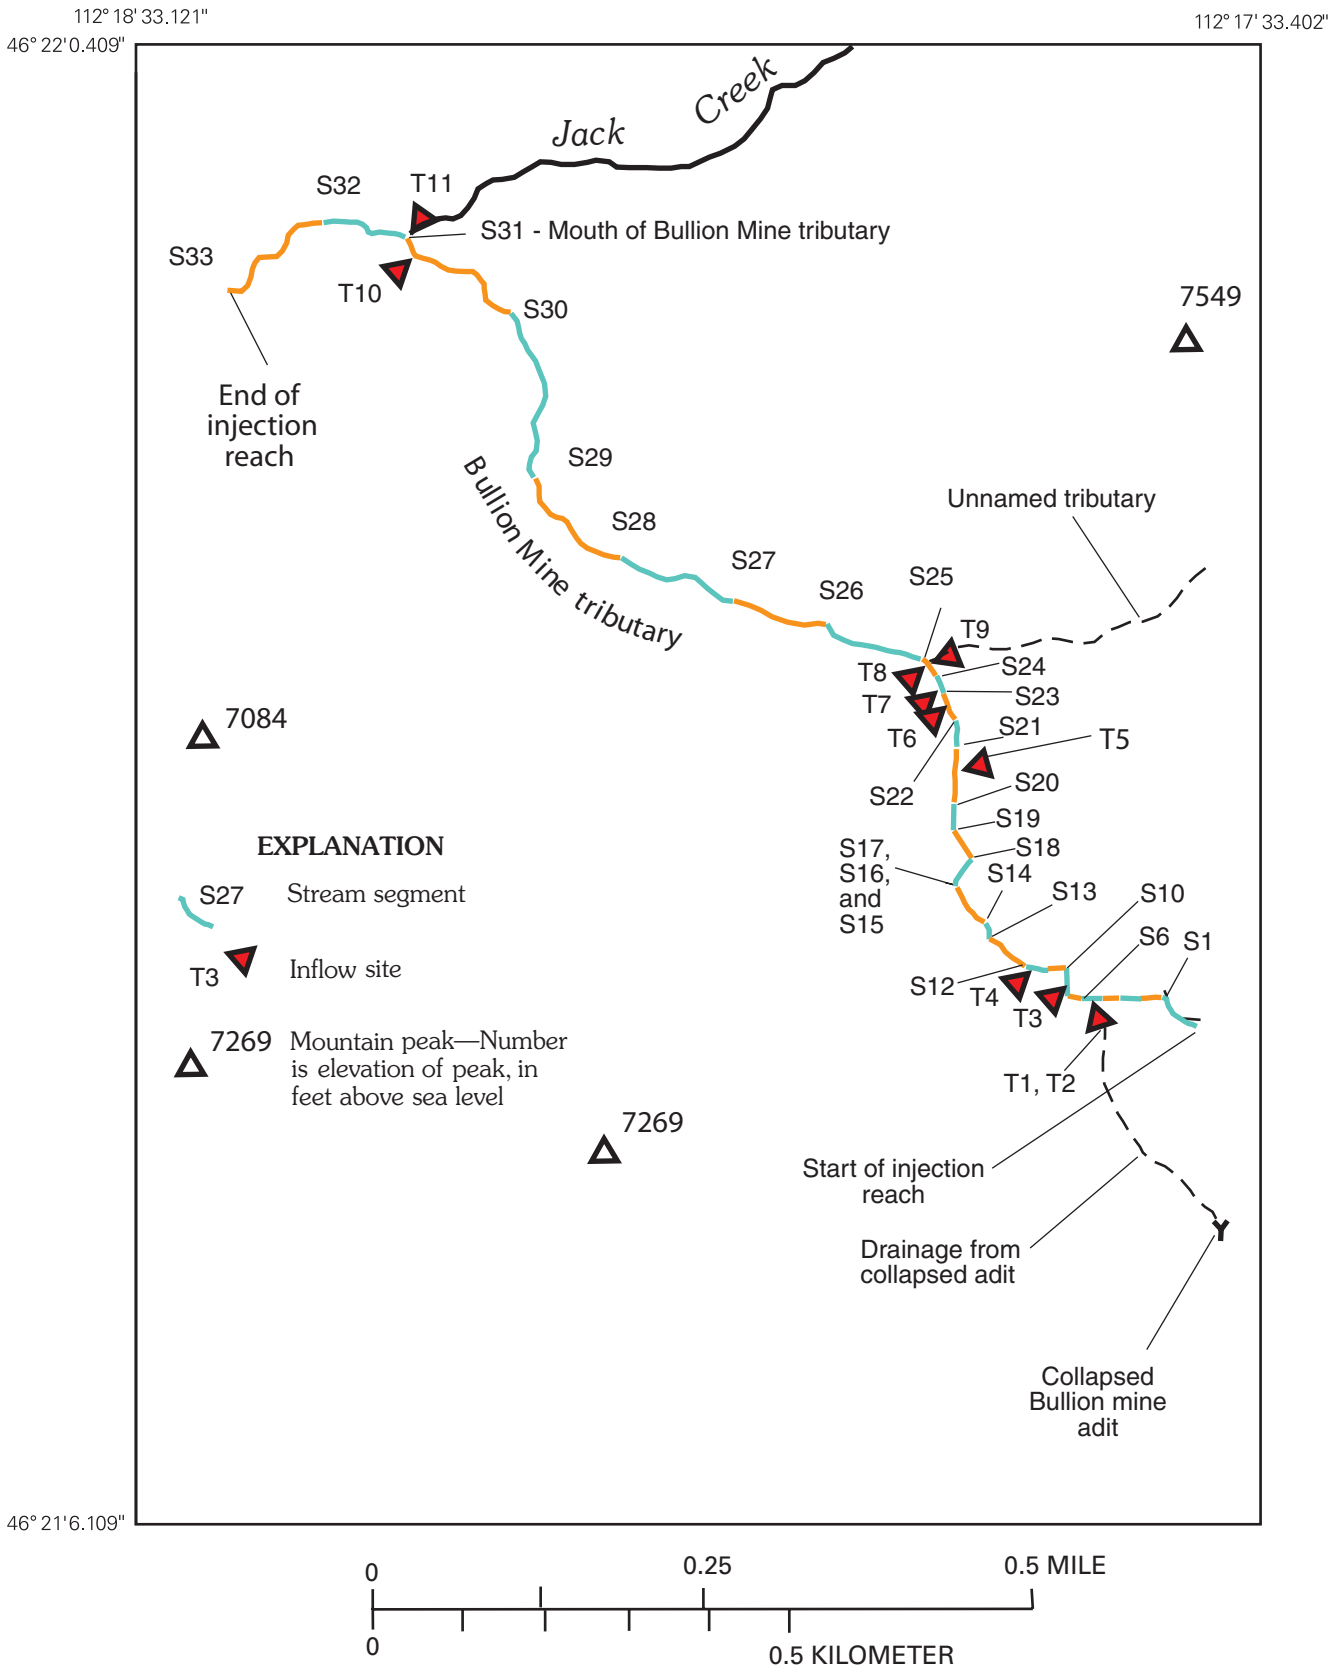 112° 18' 33.121"
112° 17' 33.402"
46° 22' 0.409"
Jack Creek
S32
T11
S31 - Mouth of Bullion Mine tributary
S33
T10
S30
7549
End of
injection
reach
S29
Bullion Mine tributary
Unnamed tributary
S28
S27
S25
S26
T9
S24
T8
S23
T7
S21
T6
T5
7084
S20
S22
S19
EXPLANATION
S18
S17,
S16,
and
S15
S14
S13
S10
S27 Stream segment
S6
S1
T3 Inflow site
S12
T4
T3
7269 Mountain peak—Number
is elevation of peak, in
feet above sea level
T1, T2
7269
Start of injection
reach
Drainage from
collapsed adit
Collapsed
Bullion mine
adit
46° 21' 6.109"
0 0.25 0.5 MILE
0 0.5 KILOMETER